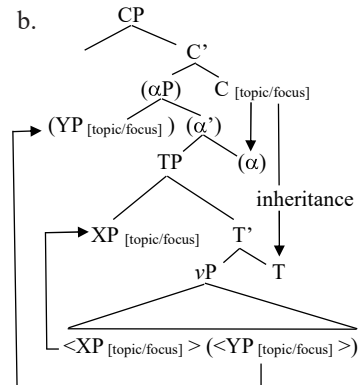 b.
CP
C’
(αP) C [topic/focus]
(YP [topic/focus] ) (α’)
TP (α)
inheritance
XP [topic/focus] T’
vP T
<XP [topic/focus] > (<YP [topic/focus] >)